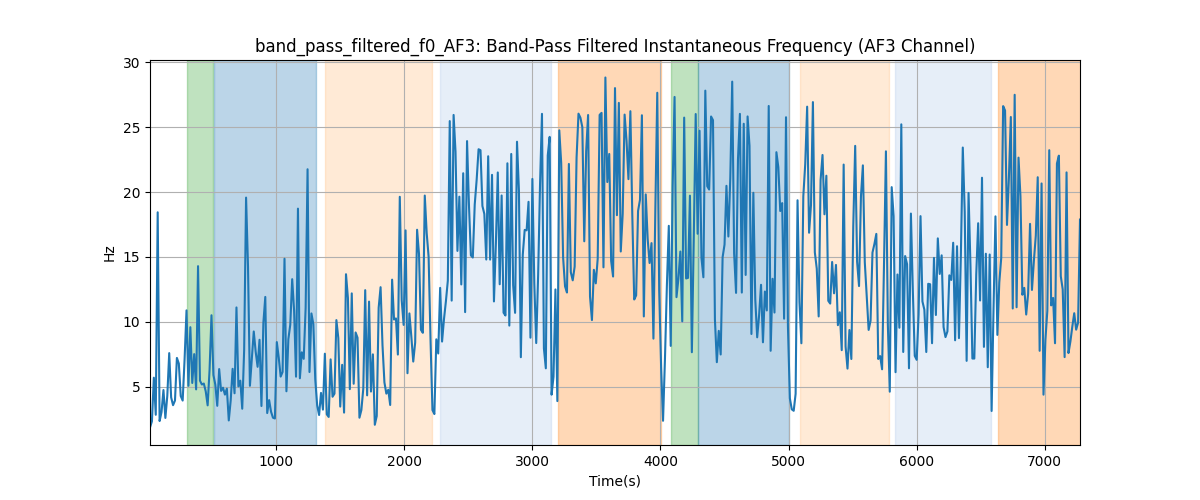 band_pass_filtered_f0_AF3: Band-Pass Filtered Instantaneous Frequency (AF3 Channel)
30
25
20
15
10
5
Hz
1000 2000 3000 4000 5000 6000 7000
Time(s)